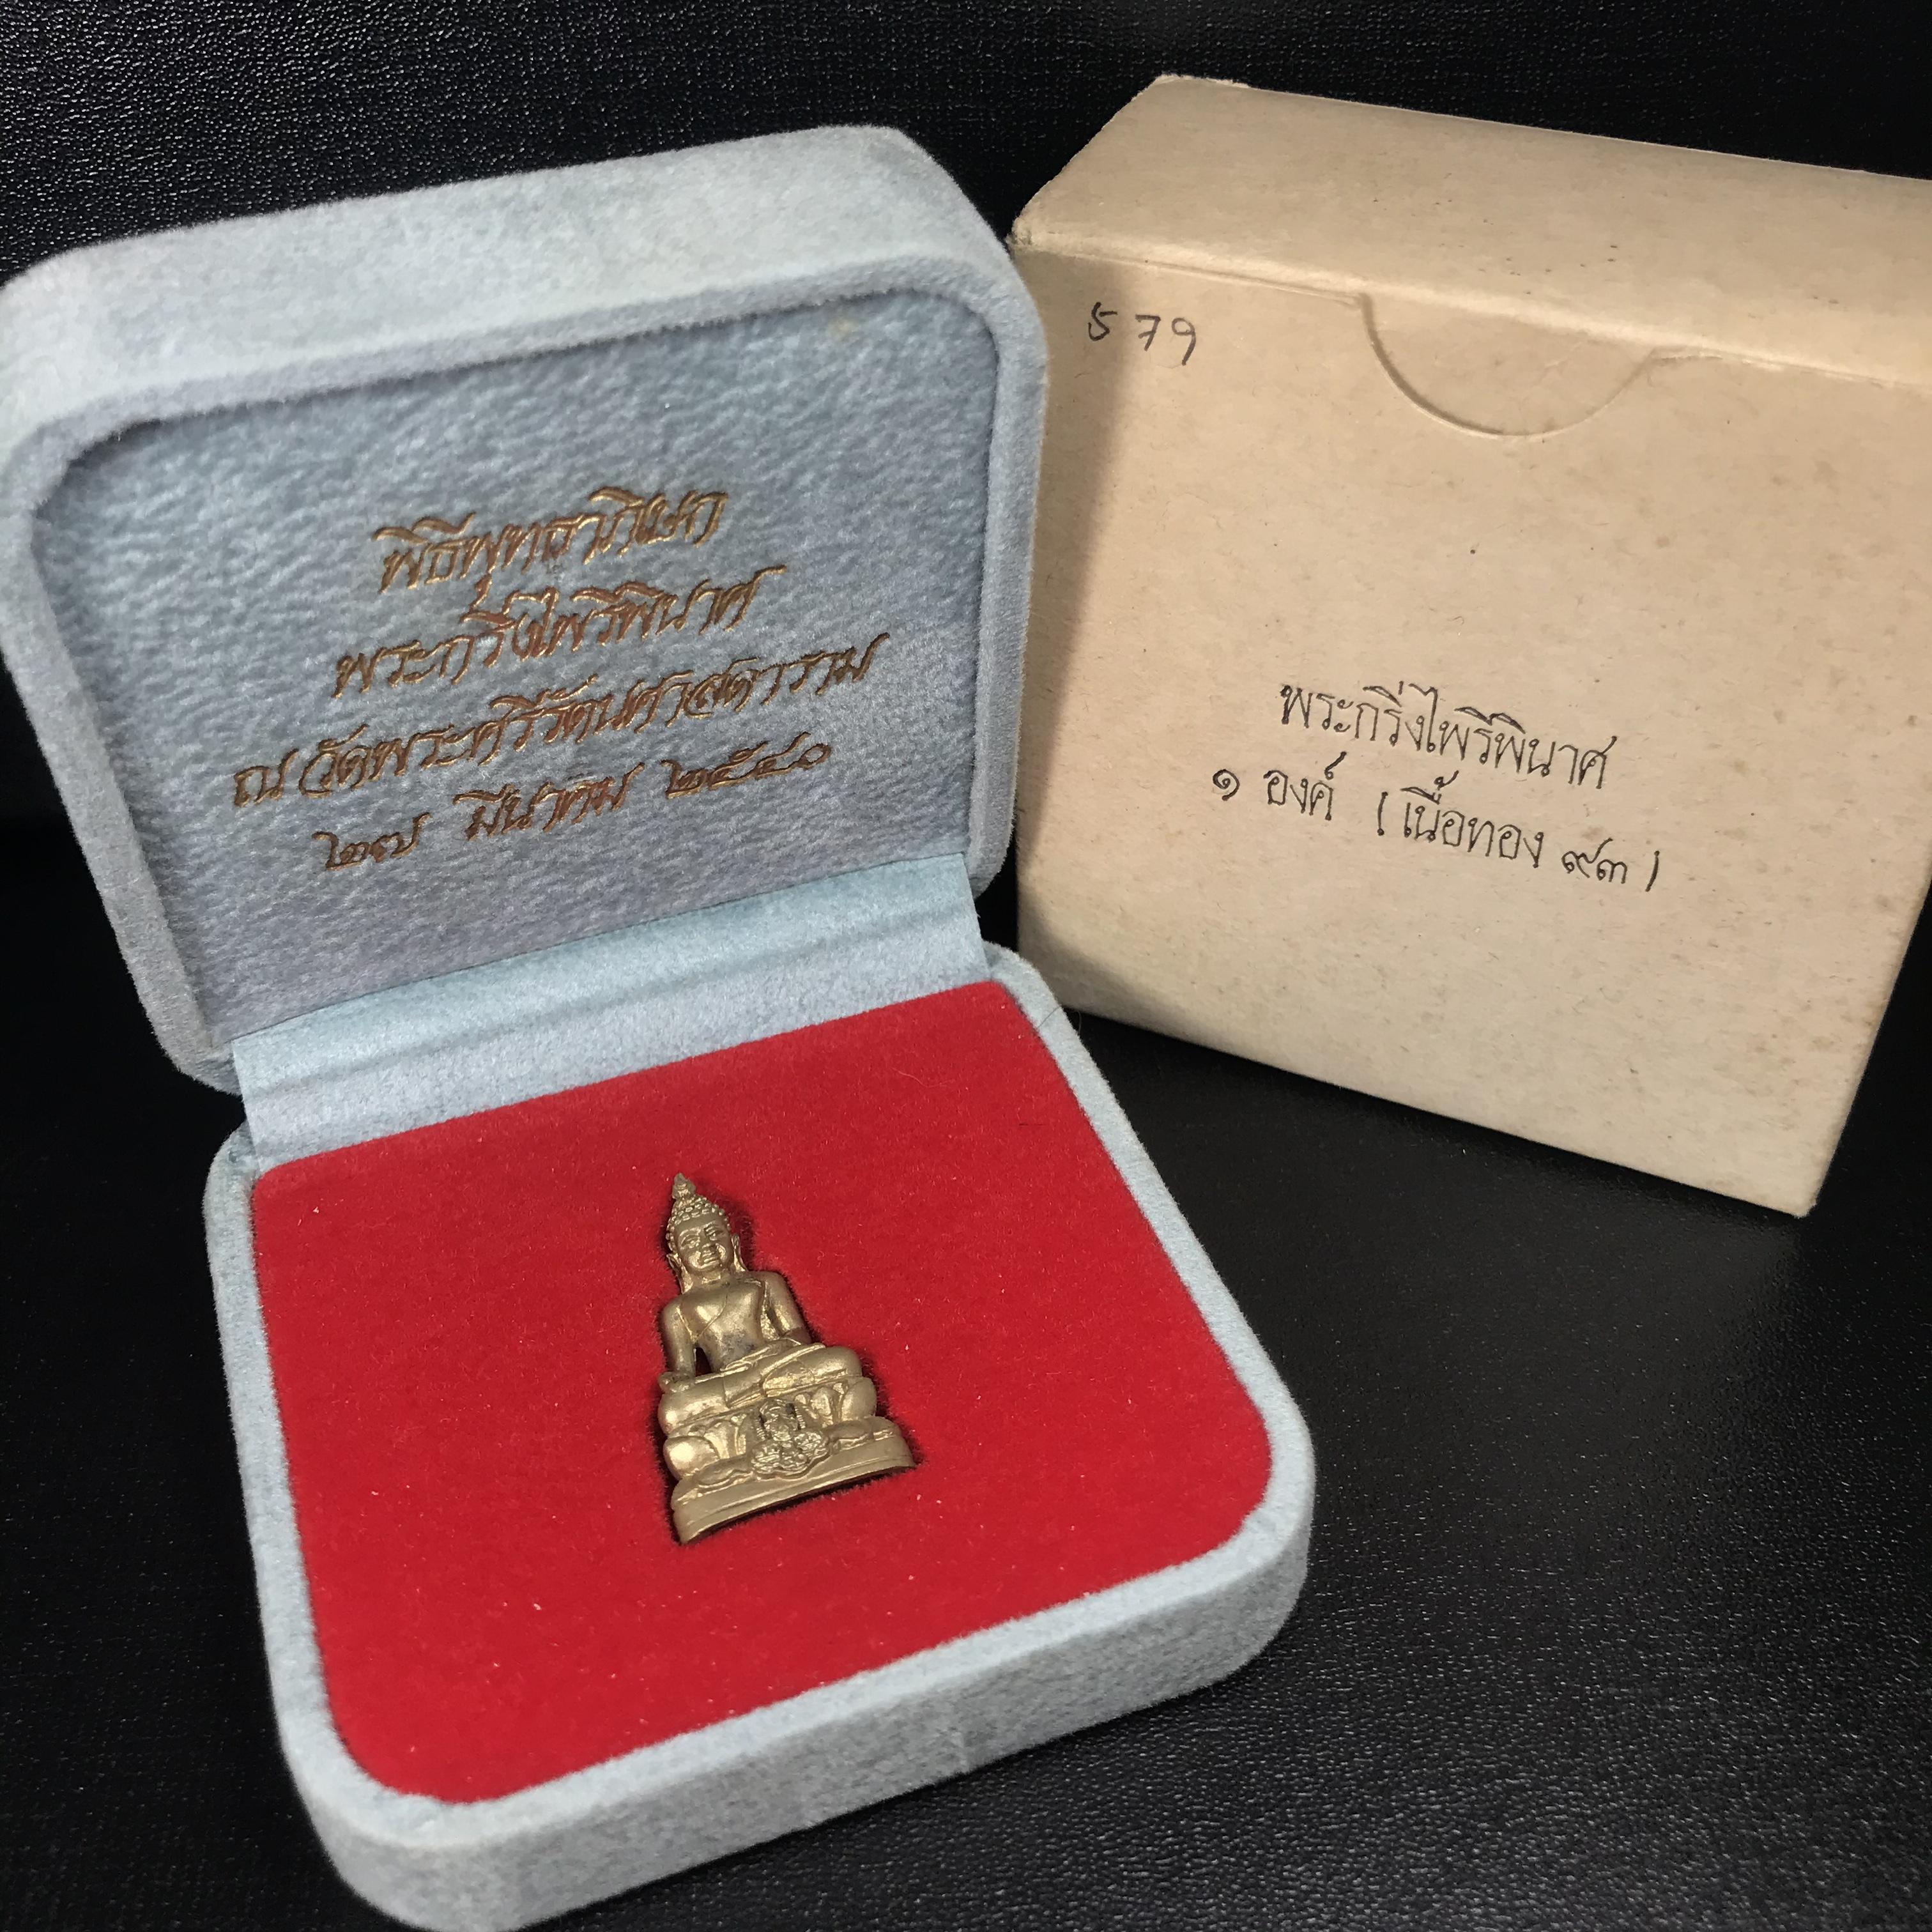 พิธีพุทธาภิเษก
พระกริ่งไพรีพินาศ
ณ วัดพระศรีรัตนศาสดาราม
๒๗ มีนาคม ๒๕๔๐
579
พระกริ่งไพรีพินาศ
๑ องค์ (เนื้อทอง ๙๓)